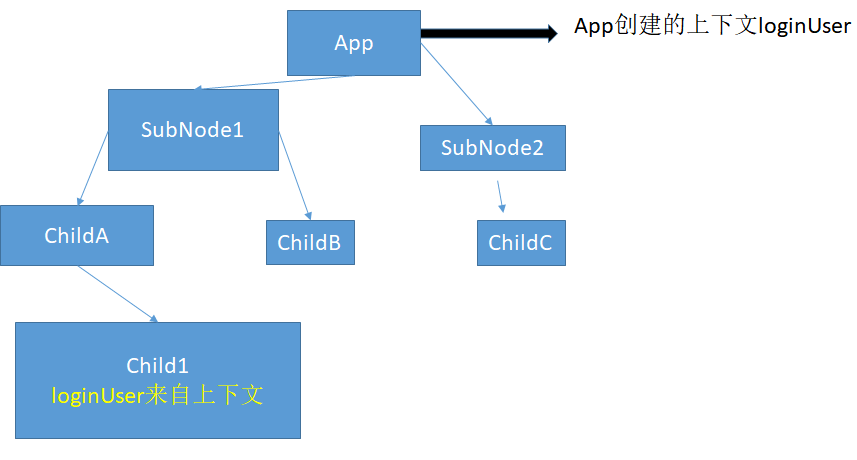 App
App创建的上下文loginUser
SubNode1
SubNode2
ChildA
ChildB
ChildC
Child1
loginUser来自上下文